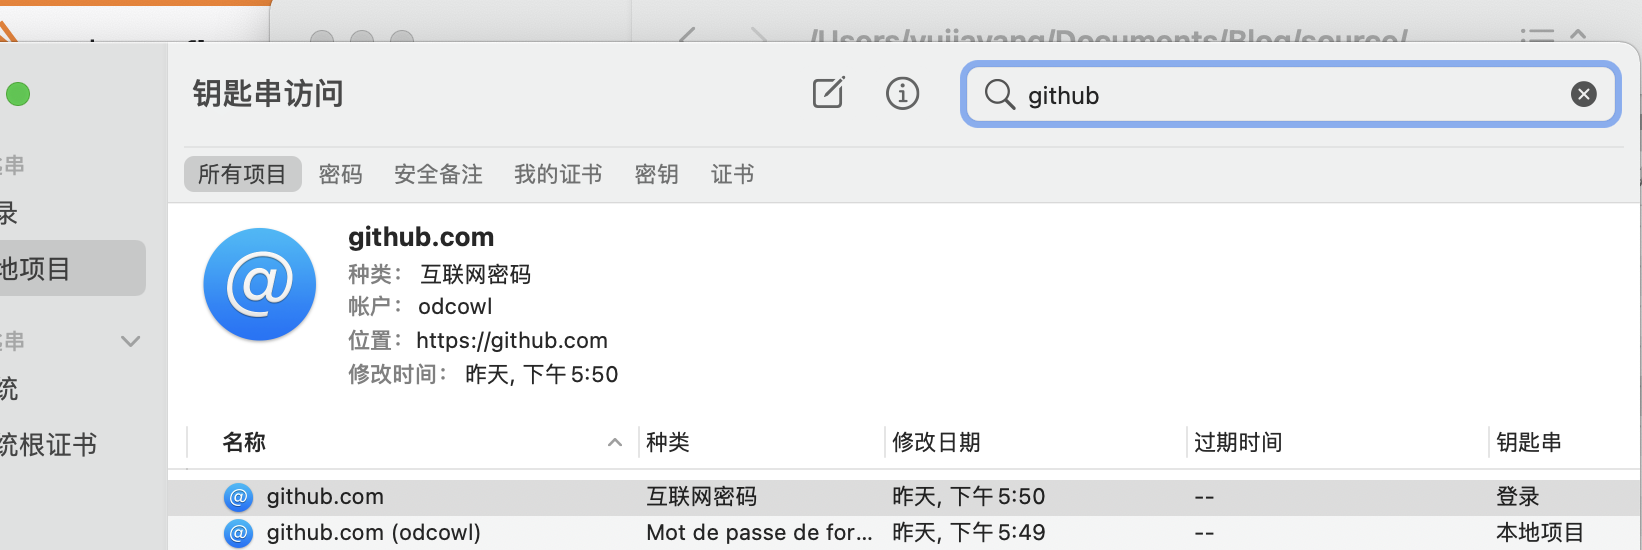 /Users/yujiayang/Documents/Blog/source/
钥匙串访问
github
所有项目 密码 安全备注 我的证书 密钥 证书
串
录
地项目
串
统
统根证书
github.com
种类： 互联网密码
帐户： odcowl
位置： https://github.com
修改时间： 昨天, 下午5:50
名称 种类 修改日期 过期时间 钥匙串
@ github.com 互联网密码 昨天, 下午5:50 -- 登录
@ github.com (odcowl) Mot de passe de for... 昨天, 下午5:49 -- 本地项目